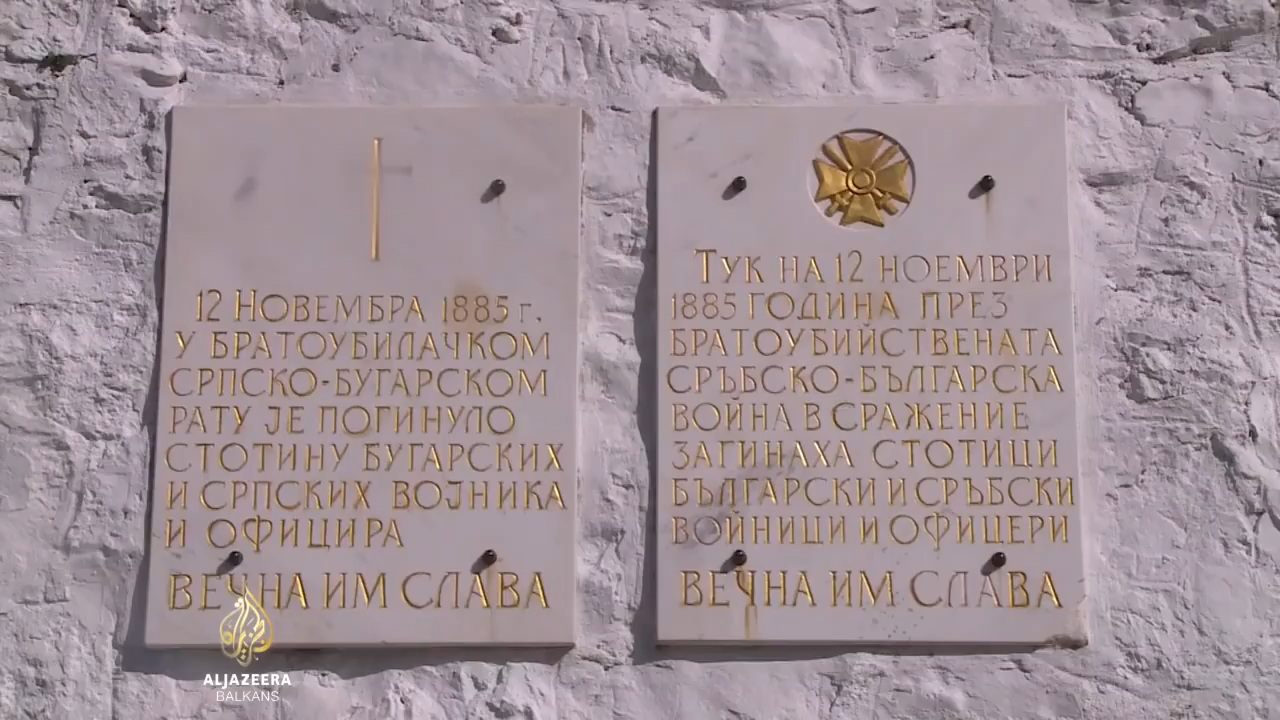 12 НОВЕМБРА 1885 г.
У БРАТОУБИЛАЧКОМ
СРПСКО-БУГАРСКОМ
РАТУ ЈЕ ПОГИНУЛО
СТОТИНУ БУГАРСКИХ
И СРПСКИХ ВОЈНИКА
И ОФИЦИРА
ВЕЧНА ИМ СЛАВА
ТУК НА 12 НОЕМВРИ
1885 ГОДИНА ПРЕЗ
БРАТОУБИЙСТВЕНАТА
СРЪБСКО-БЪЛГАРСКА
ВОЙНА В СРАЖЕНИЕ
ЗАГИНАХА СТОТИЦИ
БЪЛГАРСКИ И СРЪБСКИ
ВОЙНИЦИ И ОФИЦЕРИ
ВЕЧНА ИМ СЛАВА
ALJAZEERA
BALKANS